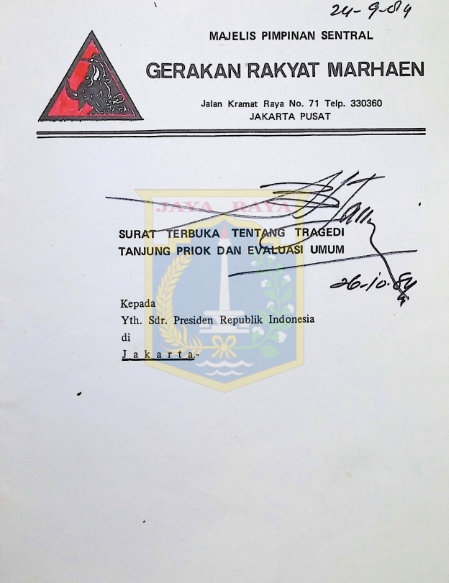 24-9-84
MAJELIS PIMPINAN SENTRAL
GERAKAN RAKYAT MARHAEN
Jalan Kramat Raya No. 71 Telp. 330360
JAKARTA PUSAT
JAYA RAYA
SURAT TERBUKA TENTANG TRAGEDI
TANJUNG PRIOK DAN EVALUASI UMUM
26-10-84
Kepada
Yth. Sdr. Presiden Republik Indonesia
di
Jakarta.-